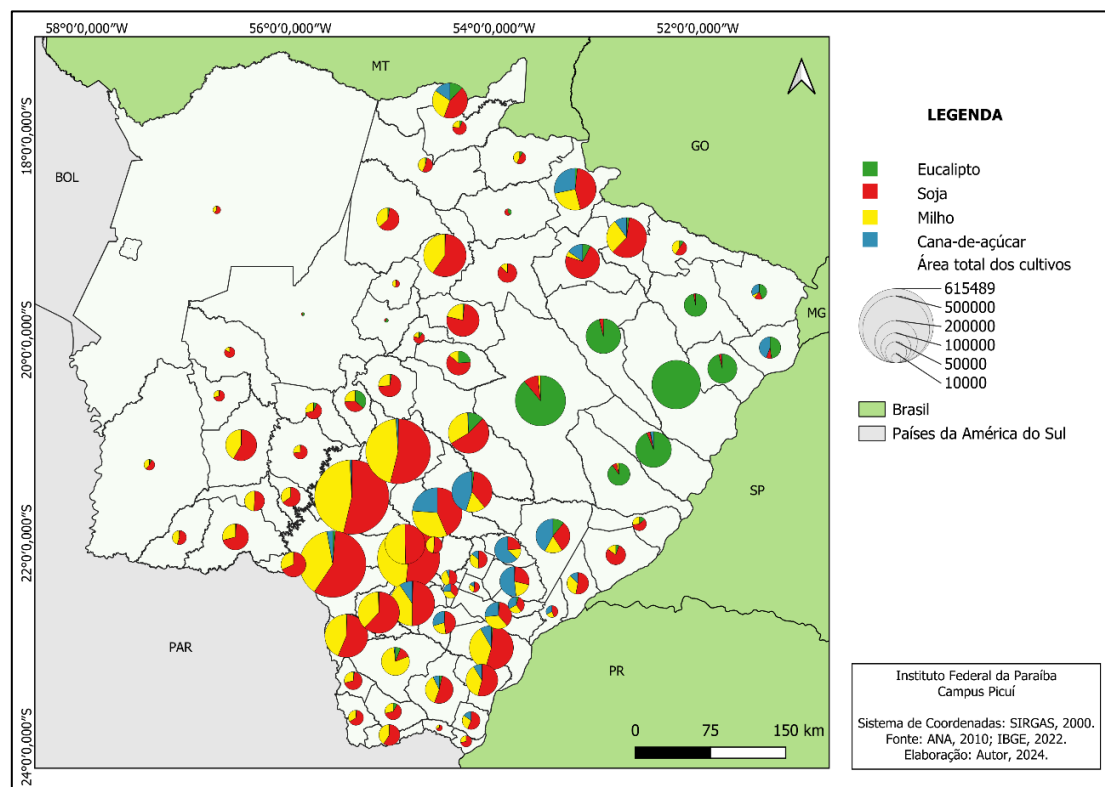 58°0'0,000"W 56°0'0,000"W 54°0'0,000"W 52°0'0,000"W
18°0'0,000"S
20°0'0,000"S
22°0'0,000"S
24°0'0,000"S
MT
GO
BOL
MG
SP
PAR
PR
LEGENDA
Eucalipto
Soja
Milho
Cana-de-açúcar
Área total dos cultivos
615489
500000
200000
100000
50000
10000
Brasil
Países da América do Sul
0 75 150 km
Instituto Federal da Paraíba
Campus Picuí
Sistema de Coordenadas: SIRGAS, 2000.
Fonte: ANA, 2010; IBGE, 2022.
Elaboração: Autor, 2024.